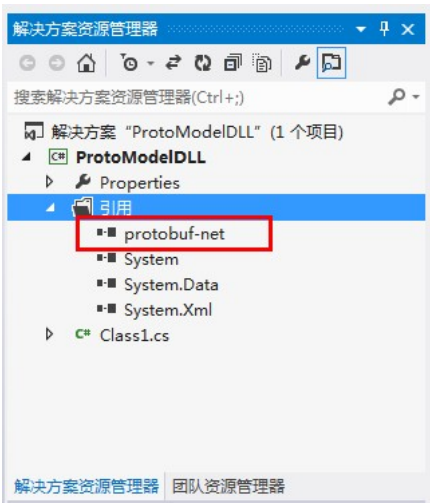 解决方案资源管理器
搜索解决方案资源管理器(Ctrl+;)
解决方案 “ProtoModelDLL” (1 个项目)
C# ProtoModelDLL
Properties
引用
protobuf-net
System
System.Data
System.Xml
C# Class1.cs
解决方案资源管理器 团队资源管理器